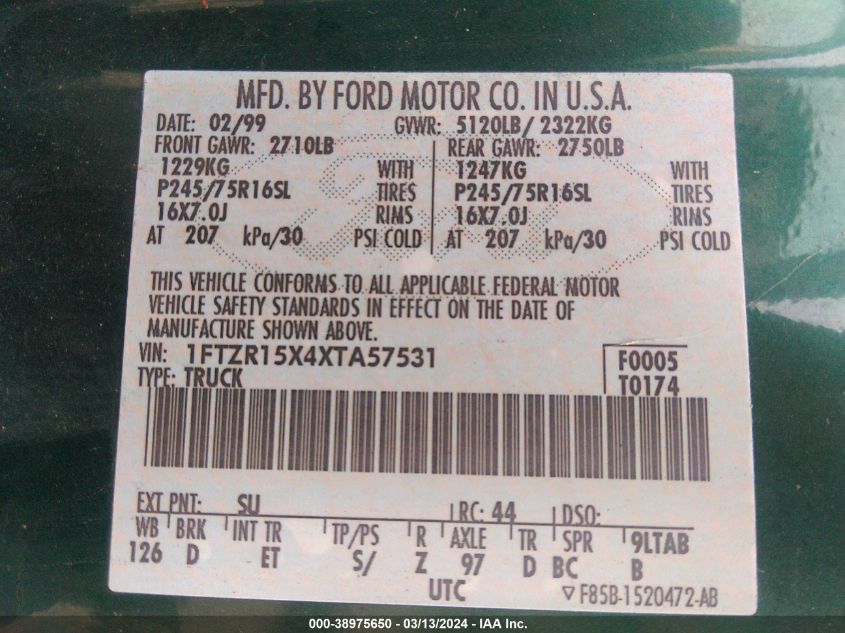 MFD. BY FORD MOTOR CO. IN U.S.A.
DATE: 02/99 GVWR: 5120LB/ 2322KG
FRONT GAWR: 2710LB REAR GAWR: 2750LB
1229KG WITH 1247KG WITH
P245/75R16SL TIRES P245/75R16SL TIRES
16X7.0J RIMS 16X7.0J RIMS
AT 207 kPa/30 PSI COLD AT 207 kPa/30 PSI COLD
THIS VEHICLE CONFORMS TO ALL APPLICABLE FEDERAL MOTOR
VEHICLE SAFETY STANDARDS IN EFFECT ON THE DATE OF
MANUFACTURE SHOWN ABOVE.
VIN: 1FTZR15X4XTA57531 F0005
TYPE: TRUCK T0174
EXT PNT: SU RC: 44 DSO:
WB BRK INT TR TP/PS R AXLE TR SPR 9LTAB
126 D ET S/ Z 97 D BC B
UTC ▽F85B-1520472-AB
000-38975650 - 03/13/2024 - IAA Inc.